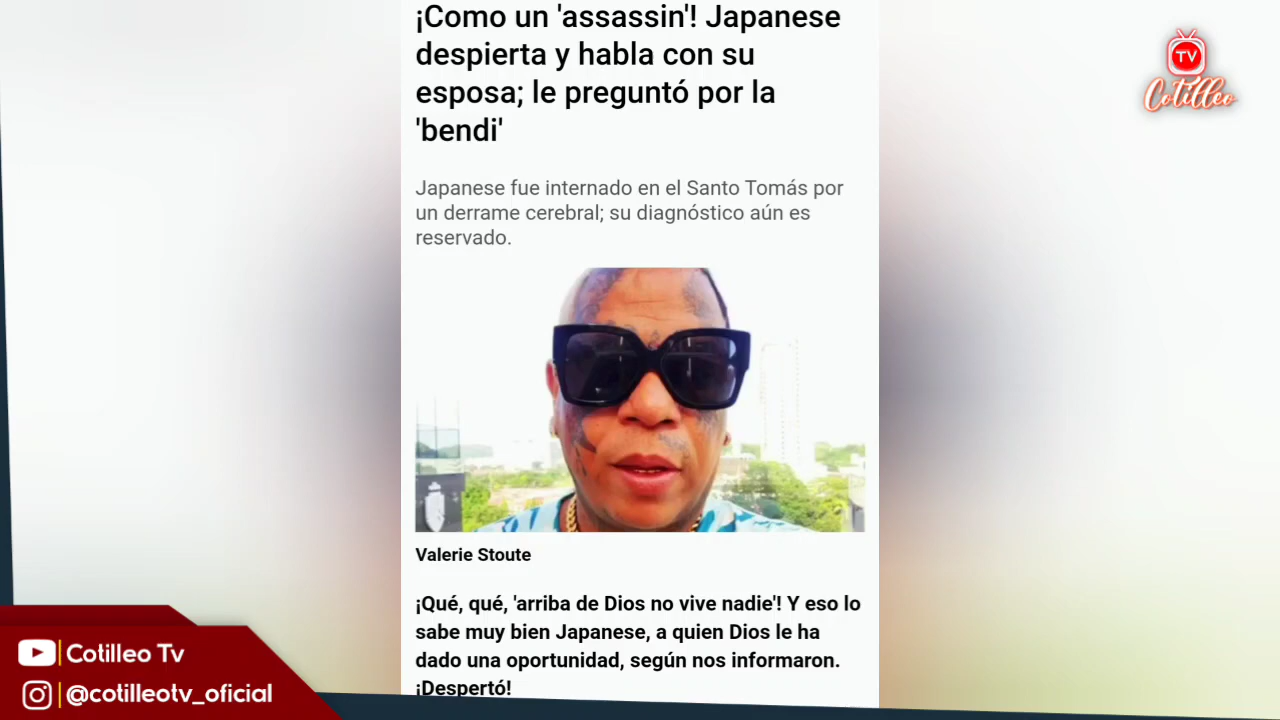 ¡Como un 'assassin'! Japanese
despierta y habla con su
esposa; le preguntó por la
'bendi'
Japanese fue internado en el Santo Tomás por
un derrame cerebral; su diagnóstico aún es
reservado.
Valerie Stoute
¡Qué, qué, 'arriba de Dios no vive nadie'! Y eso lo
sabe muy bien Japanese, a quien Dios le ha
dado una oportunidad, según nos informaron.
¡Despertó!
TV
Cotilleo
Cotilleo Tv
@cotilleotv_oficial